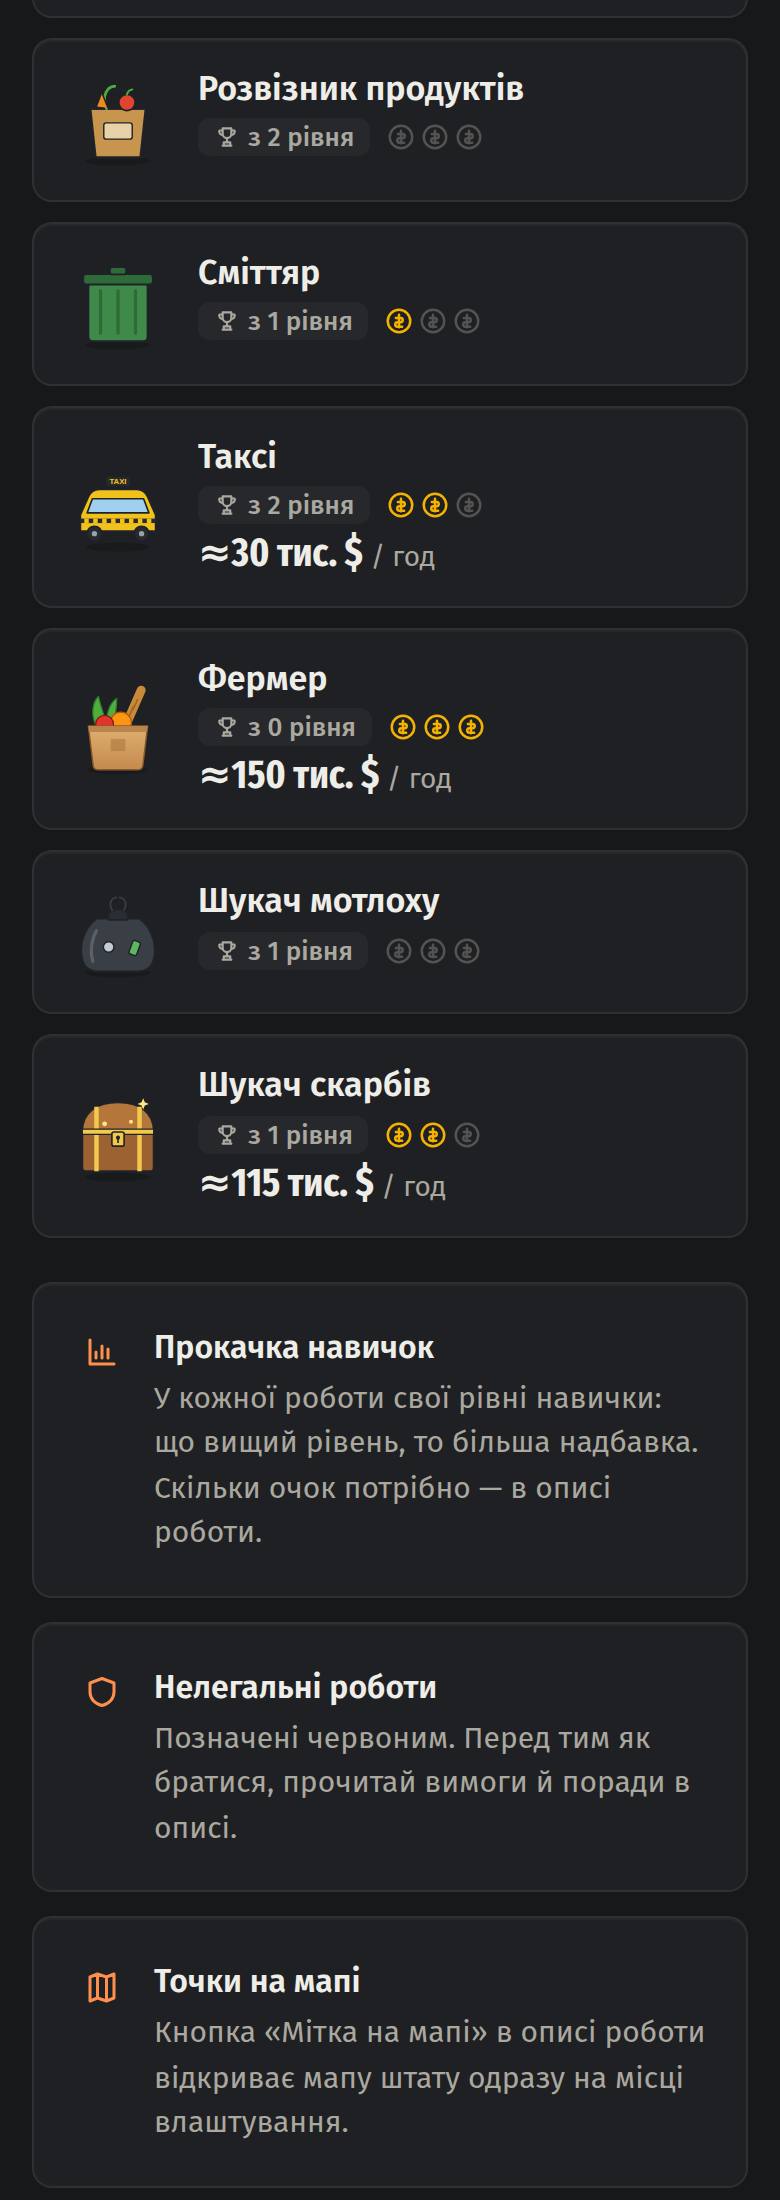 Розвізник продуктів
з 2 рівня
Сміттяр
з 1 рівня
TAXI
Таксі
з 2 рівня
≈30 тис. $ / год
Фермер
з 0 рівня
≈150 тис. $ / год
Шукач мотлоху
з 1 рівня
Шукач скарбів
з 1 рівня
≈115 тис. $ / год
Прокачка навичок
У кожної роботи свої рівні навички:
що вищий рівень, то більша надбавка.
Скільки очок потрібно — в описі
роботи.
Нелегальні роботи
Позначені червоним. Перед тим як
братися, прочитай вимоги й поради в
описі.
Точки на мапі
Кнопка «Мітка на мапі» в описі роботи
відкриває мапу штату одразу на місці
влаштування.